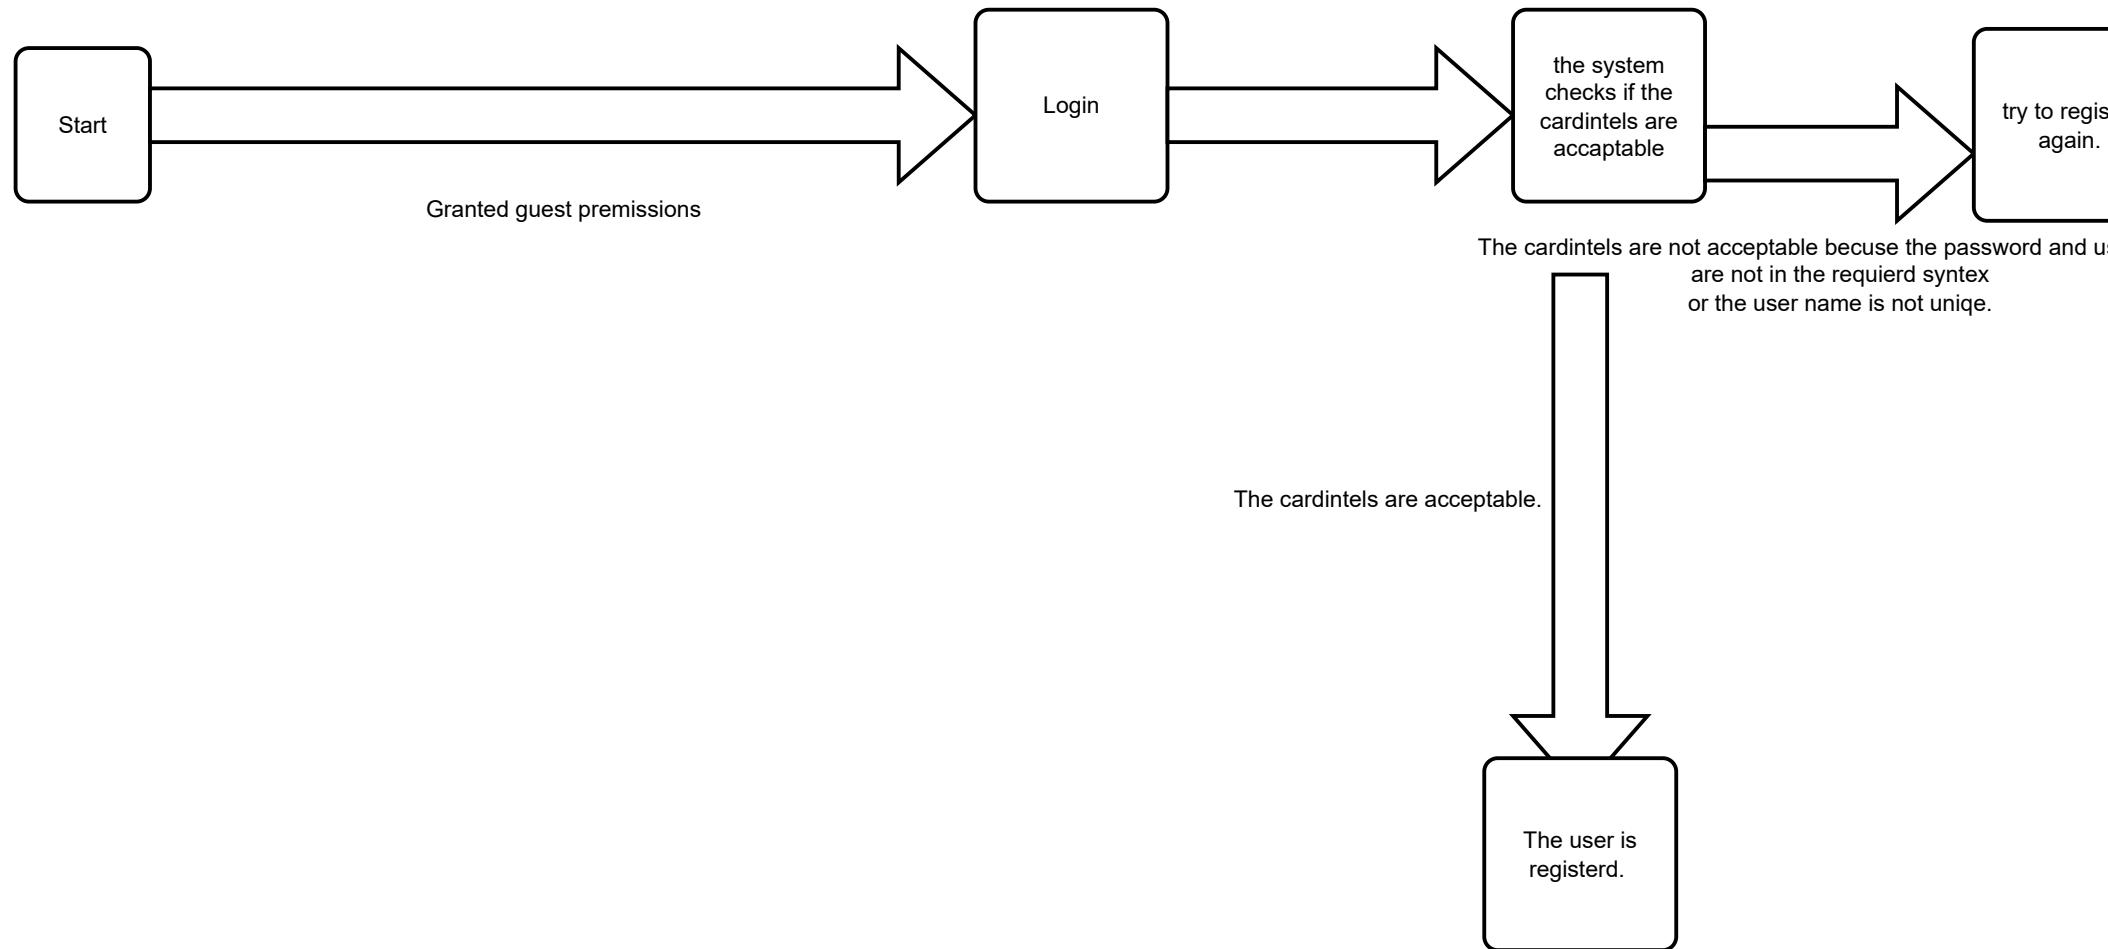 Start
Granted guest premissions
Login
the system
checks if the
cardintels are
accaptable
try to regis
again.
The cardintels are not acceptable becuse the password and us
are not in the requierd syntex
or the user name is not uniqe.
The cardintels are acceptable.
The user is
registerd.